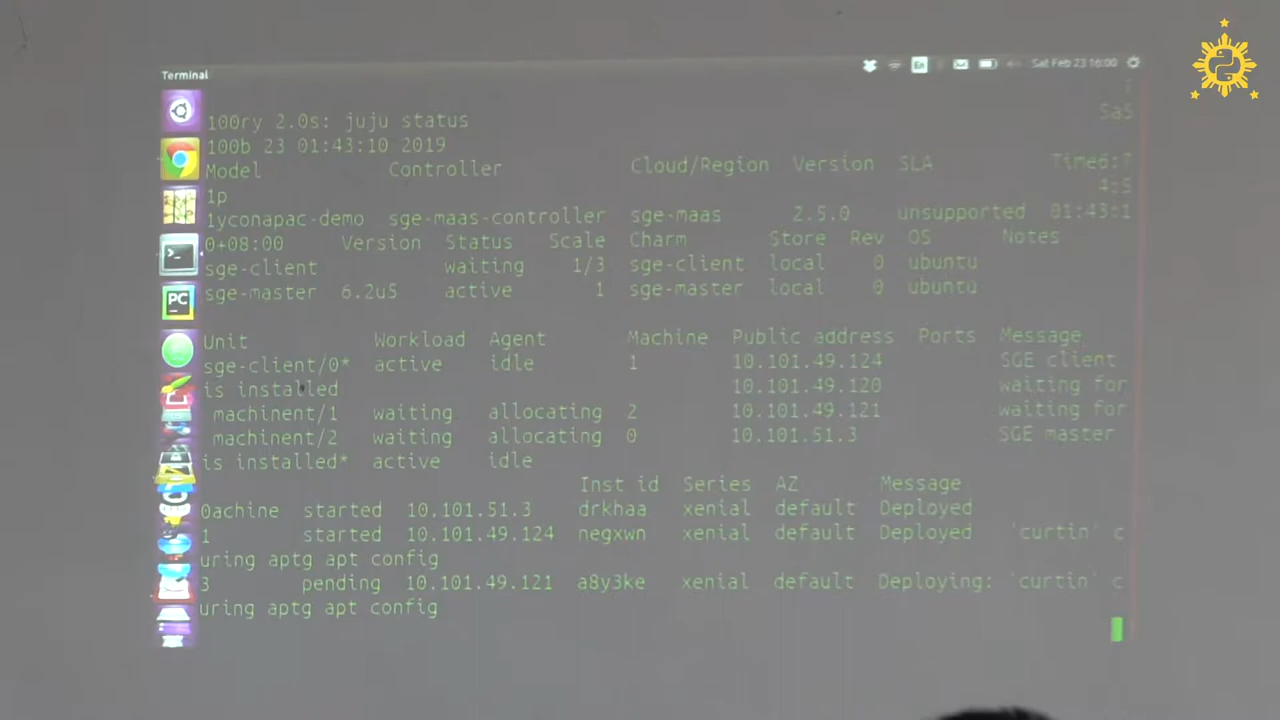 Terminal
Sat Feb 23 16:00
100ry 2.0s: juju status
Sa5
100b 23 01:43:10 2019
Model Controller Cloud/Region Version SLA
1p 4:5
1yconapac-demo sge-maas-controller sge-maas 2.5.0 unsupported 01:43:1
0+08:00 Version Status Scale Charm Store Rev OS Notes
sge-client waiting 1/3 sge-client local 0 ubuntu
sge-master 6.2u5 active 1 sge-master local 0 ubuntu
Unit Workload Agent Machine Public address Ports Message
sge-client/0* active idle 1 10.101.49.124 SGE client
is installed 10.101.49.120 waiting for
machinent/1 waiting allocating 2 10.101.49.121 waiting for
machinent/2 waiting allocating 0 10.101.51.3 SGE master
is installed* active idle
Inst id Series AZ Message
0achine started 10.101.51.3 drkhaa xenial default Deployed
1 started 10.101.49.124 negxwn xenial default Deployed 'curtin' c
uring aptg apt config
3 pending 10.101.49.121 a8y3ke xenial default Deploying: 'curtin' c
uring aptg apt config